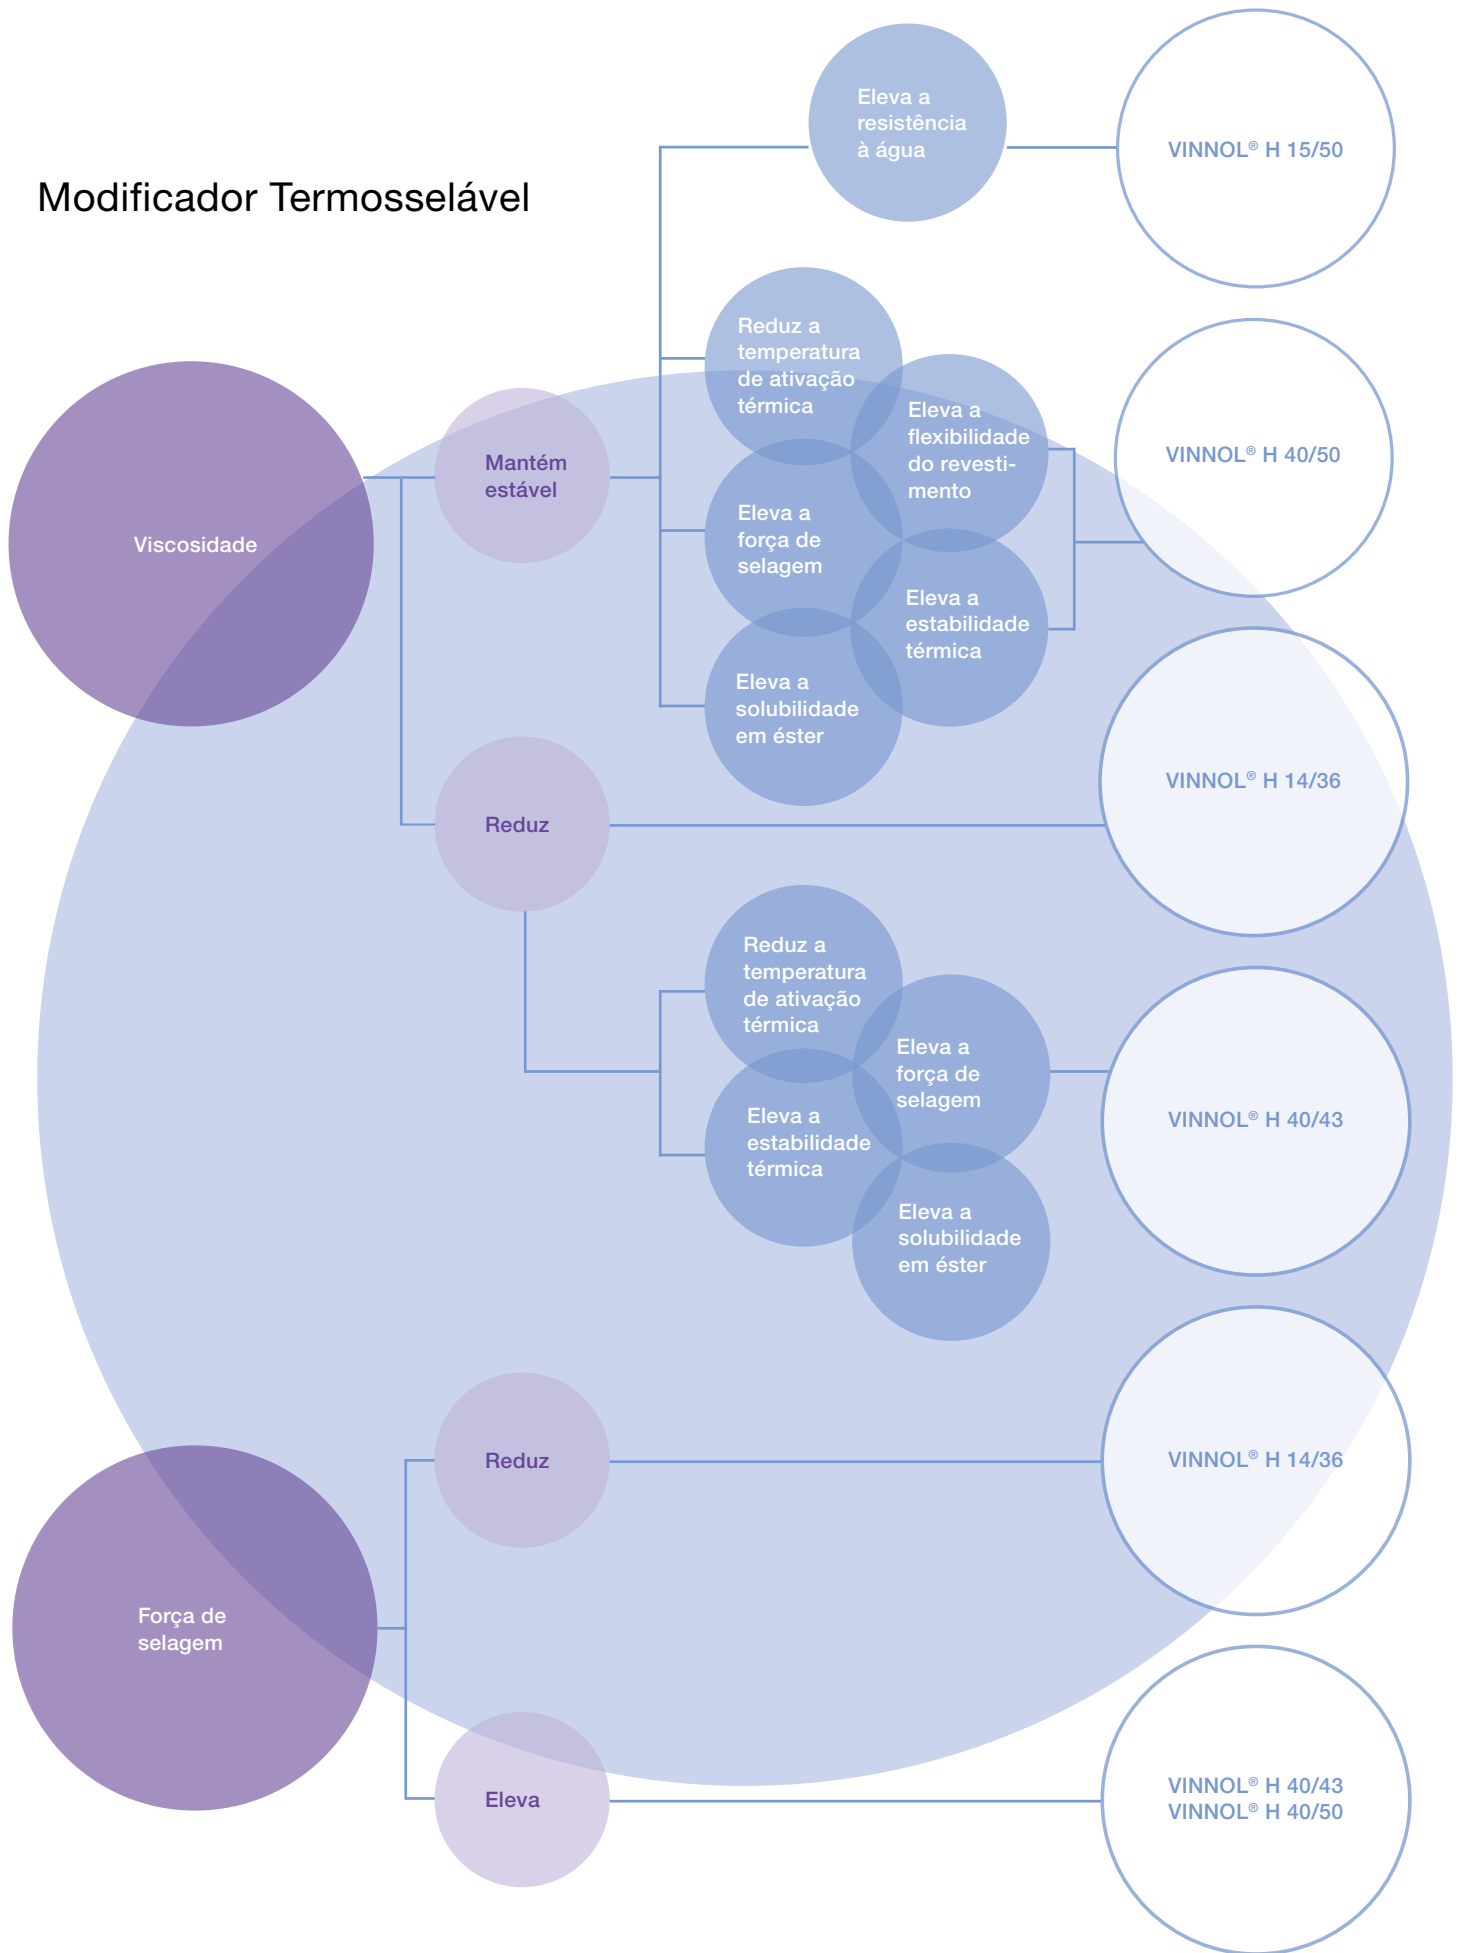 Modificador Termosselável
Viscosidade
Mantém
estável
Eleva a
resistência
à água
VINNOL® H 15/50
Reduz a
temperatura
de ativação
térmica
Eleva a
flexibilidade
do revesti-
mento
Eleva a
força de
selagem
Eleva a
estabilidade
térmica
Eleva a
solubilidade
em éster
VINNOL® H 40/50
Reduz
VINNOL® H 14/36
Reduz a
temperatura
de ativação
térmica
Eleva a
força de
selagem
Eleva a
estabilidade
térmica
Eleva a
solubilidade
em éster
VINNOL® H 40/43
Força de
selagem
Reduz
VINNOL® H 14/36
Eleva
VINNOL® H 40/43
VINNOL® H 40/50